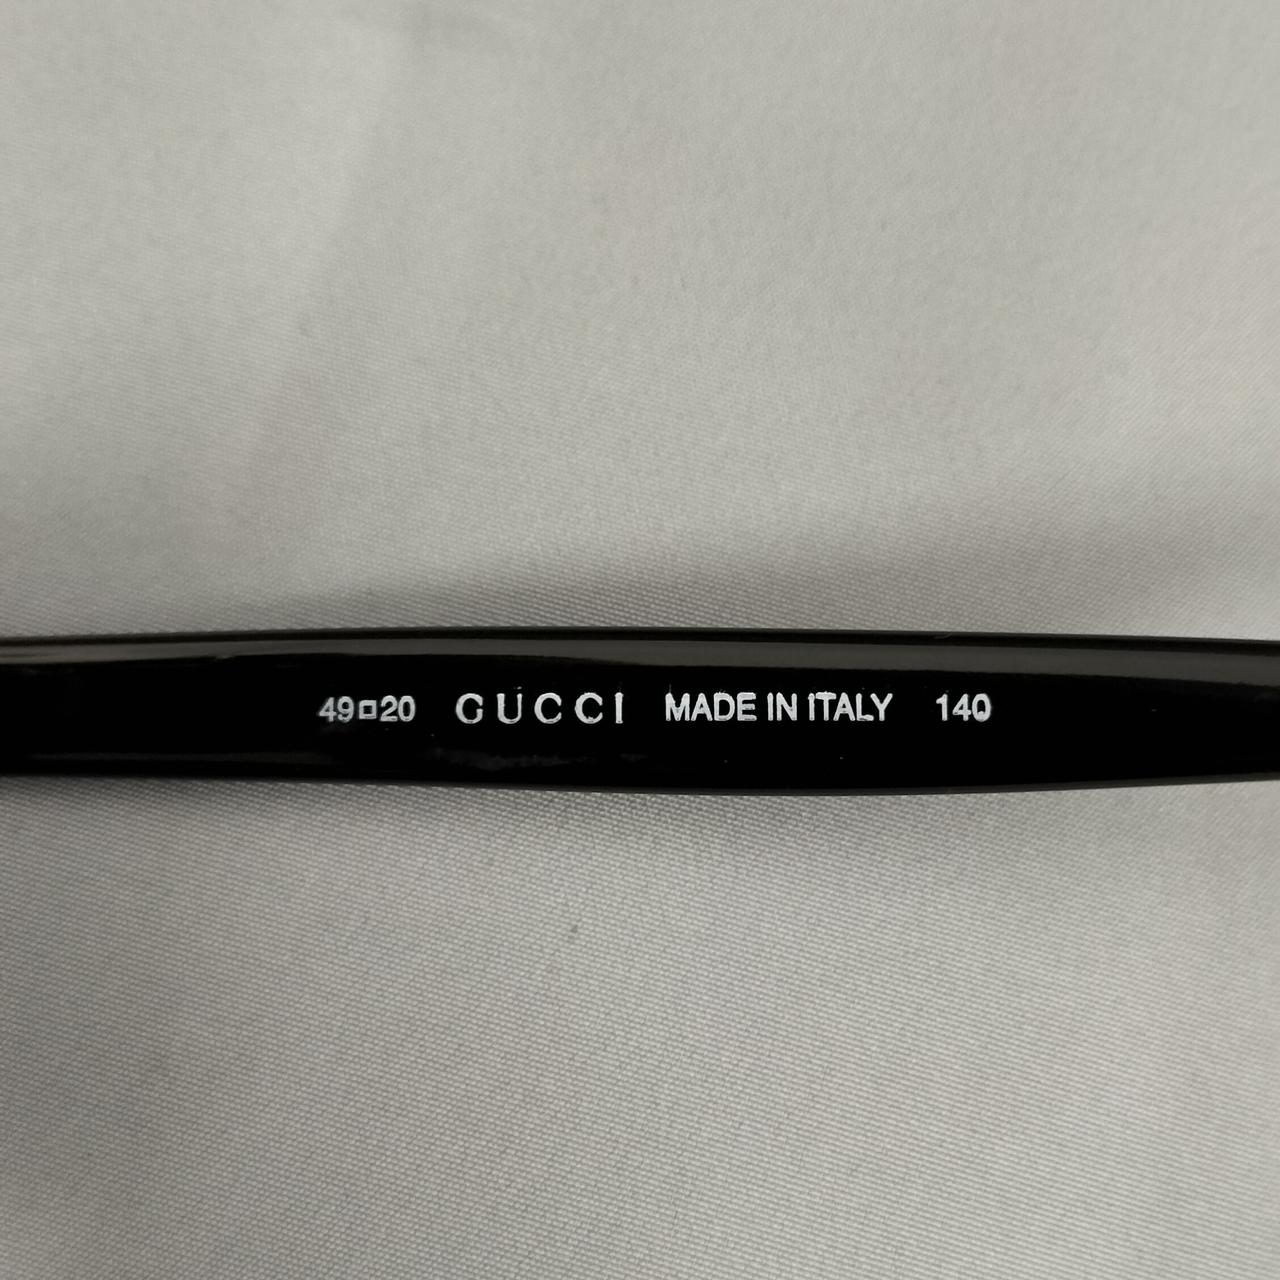 49□20 GUCCI MADE IN ITALY 140